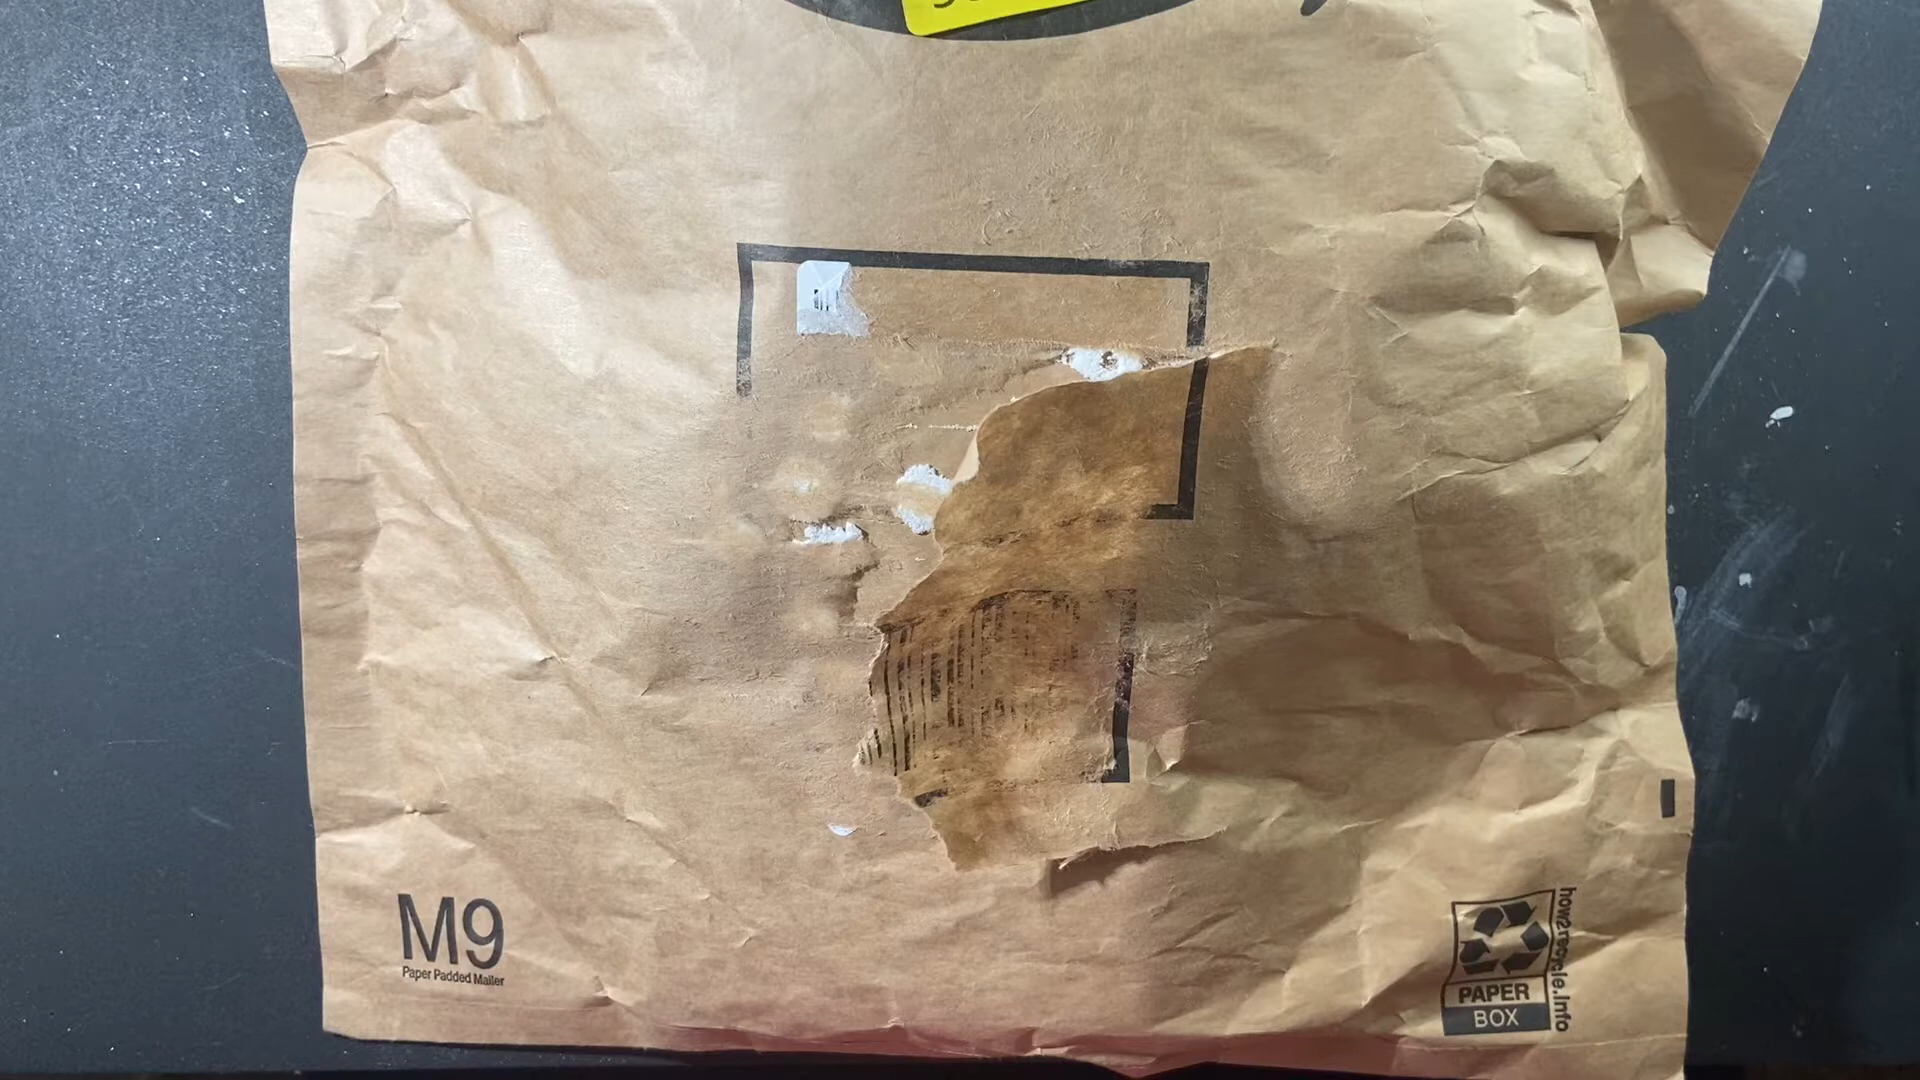 M9
Paper Padded Mailer
how2recycle.info
PAPER
BOX